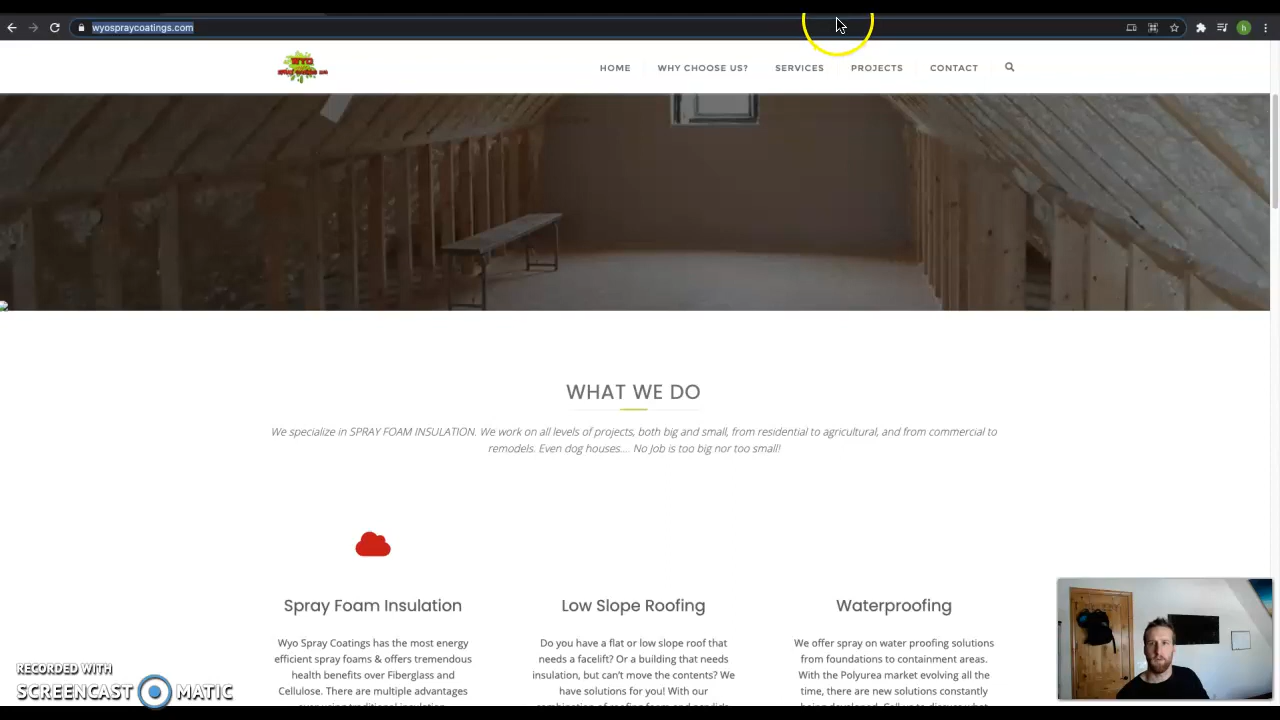 wyospraycoatings.com
h
WYO
HOME WHY CHOOSE US? SERVICES PROJECTS CONTACT
WHAT WE DO
We specialize in SPRAY FOAM INSULATION. We work on all levels of projects, both big and small, from residential to agricultural, and from commercial to
remodels. Even dog houses.... No Job is too big nor too small!
Spray Foam Insulation
Low Slope Roofing
Waterproofing
Wyo Spray Coatings has the most energy
efficient spray foams & offers tremendous
health benefits over Fiberglass and
Cellulose. There are multiple advantages
Do you have a flat or low slope roof that
needs a facelift? Or a building that needs
insulation, but can't move the contents? We
have solutions for you! With our
We offer spray on water proofing solutions
from foundations to containment areas.
With the Polyurea market evolving all the
time, there are new solutions constantly
RECORDED WITH
SCREENCAST MATIC